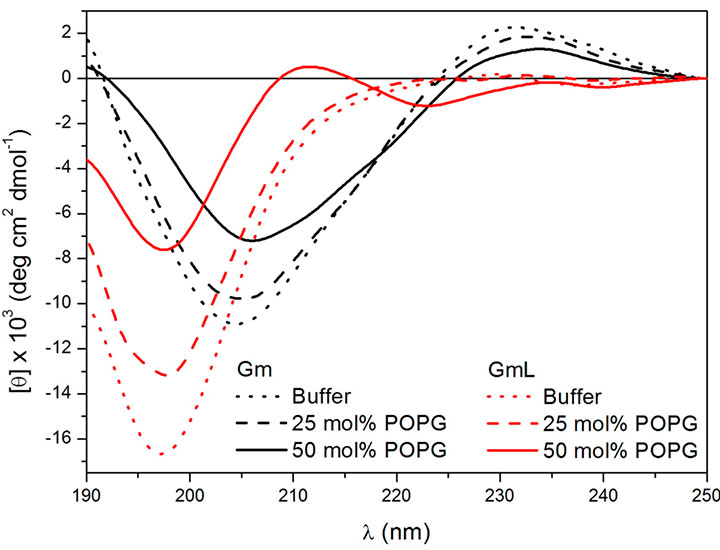 2
0
-2
-4
-6
-8
-10
-12
-14
-16
[θ] x 10³ (deg cm² dmol⁻¹)
Gm
Buffer
25 mol% POPG
50 mol% POPG
GmL
Buffer
25 mol% POPG
50 mol% POPG
190 200 210 220 230 240 250
λ (nm)